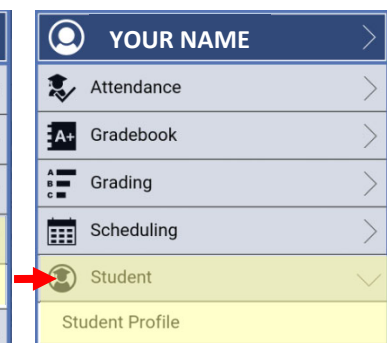 YOUR NAME
Attendance
A+ Gradebook
A B C Grading
Scheduling
Student
Student Profile